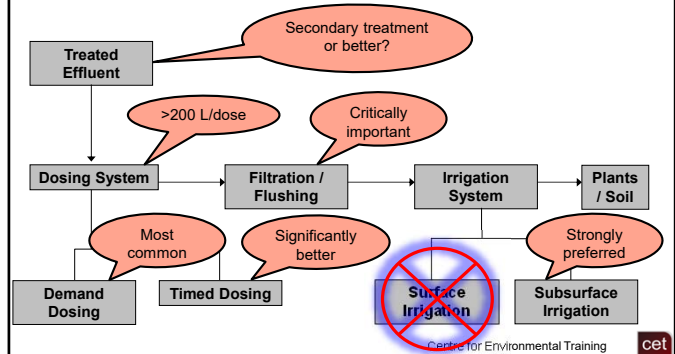 Secondary treatment
or better?
Treated
Effluent
>200 L/dose
Critically
important
Dosing System
Filtration /
Flushing
Irrigation
System
Plants
/ Soil
Most
common
Significantly
better
Strongly
preferred
Demand
Dosing
Timed Dosing
Surface
Irrigation
Subsurface
Irrigation
Centre for Environmental Training
cet